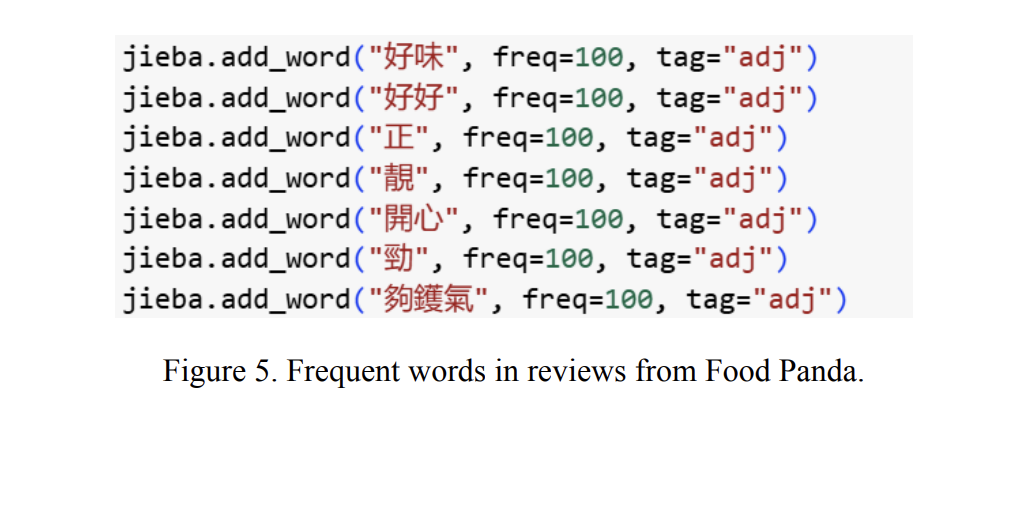 jieba.add_word("好味", freq=100, tag="adj")
jieba.add_word("好好", freq=100, tag="adj")
jieba.add_word("正", freq=100, tag="adj")
jieba.add_word("靚", freq=100, tag="adj")
jieba.add_word("開心", freq=100, tag="adj")
jieba.add_word("勁", freq=100, tag="adj")
jieba.add_word("夠鑊氣", freq=100, tag="adj")
Figure 5. Frequent words in reviews from Food Panda.